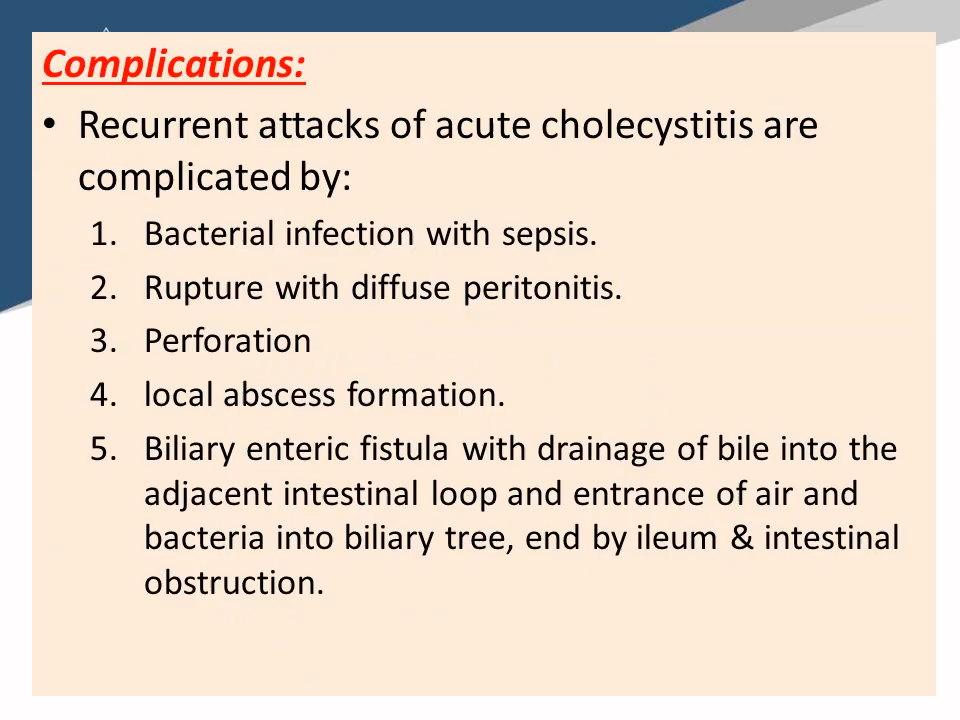 Complications:
• Recurrent attacks of acute cholecystitis are
complicated by:
1. Bacterial infection with sepsis.
2. Rupture with diffuse peritonitis.
3. Perforation
4. local abscess formation.
5. Biliary enteric fistula with drainage of bile into the
adjacent intestinal loop and entrance of air and
bacteria into biliary tree, end by ileum & intestinal
obstruction.